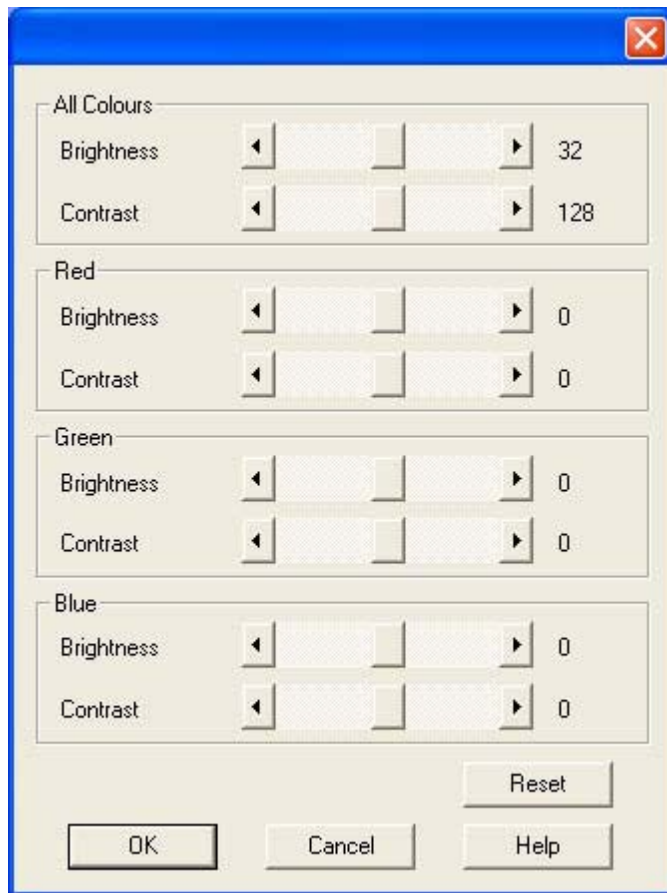 All Colours
Brightness 32
Contrast 128
Red
Brightness 0
Contrast 0
Green
Brightness 0
Contrast 0
Blue
Brightness 0
Contrast 0
Reset
OK Cancel Help